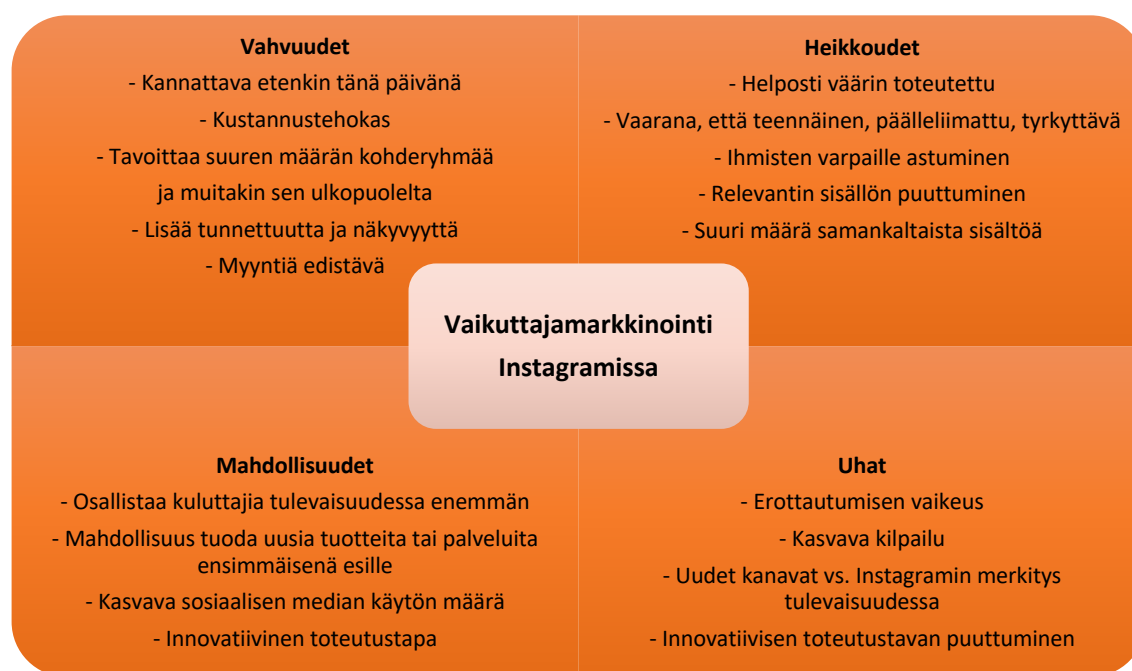 Vahvuudet
- Kannattava etenkin tänä päivänä
- Kustannustehokas
- Tavoittaa suuren määrän kohderyhmää
ja muitakin sen ulkopuolelta
- Lisää tunnettuutta ja näkyvyyttä
- Myyntiä edistävä
Heikkoudet
- Helposti väärin toteutettu
- Vaarana, että teennäinen, päälleliimattu, tyrkyttävä
- Ihmisten varpaille astuminen
- Relevantin sisällön puuttuminen
- Suuri määrä samankaltaista sisältöä
Vaikuttajamarkkinointi
Instagramissa
Mahdollisuudet
- Osallistaa kuluttajia tulevaisuudessa enemmän
- Mahdollisuus tuoda uusia tuotteita tai palveluita
ensimmäisenä esille
- Kasvava sosiaalisen median käytön määrä
- Innovatiivinen toteutustapa
Uhat
- Erottautumisen vaikeus
- Kasvava kilpailu
- Uudet kanavat vs. Instagramin merkitys
tulevaisuudessa
- Innovatiivisen toteutustavan puuttuminen